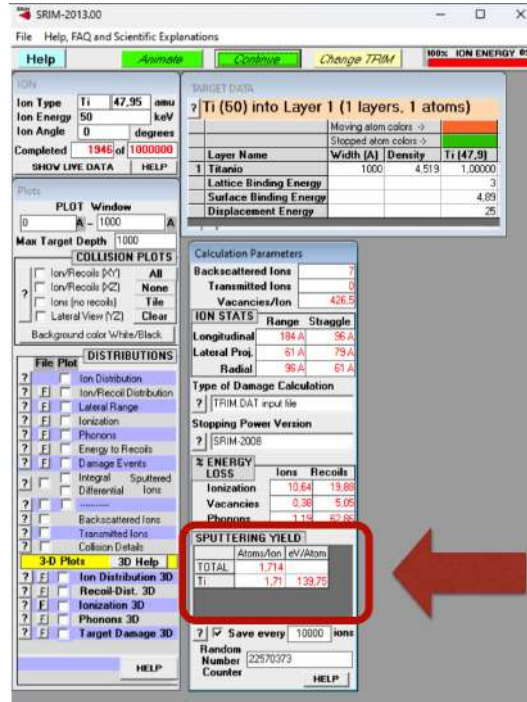 SRIM-2013.00
File Help, FAQ and Scientific Explanations
Help Animate Continue Change TRIM 100% ION ENERGY
ION
Ion Type Ti 47,95 amu
Ion Energy 50 keV
Ion Angle 0 degrees
Completed 1946 of 1000000
SHOW LIVE DATA HELP
Plots
PLOT Window
0 A - 1000 A
Max Target Depth 1000
COLLISION PLOTS
? Ion/Recoils (XY) All
Ion/Recoils (XZ) None
Ions (no recoils) Tile
Lateral View (YZ) Clear
Background color White/Black
DISTRIBUTIONS
File Plot
? Ion Distribution
? F Ion/Recoil Distribution
? F Lateral Range
? F Ionization
? F Phonons
? F Energy to Recoils
? F Damage Events
? Integral Sputtered
Differential Ions
? ----------
? Backscattered Ions
? Transmitted Ions
? Collision Details
3-D Plots 3D Help
? F Ion Distribution 3D
? F Recoil-Dist. 3D
? F Ionization 3D
? F Phonons 3D
? F Target Damage 3D
HELP
TARGET DATA
? Ti (50) into Layer 1 (1 layers, 1 atoms)
Moving atom colors ->
Stopped atom colors ->
Layer Name Width (A) Density Ti (47,9)
1 Titanio 1000 4,519 1,00000
Lattice Binding Energy 3
Surface Binding Energy 4,89
Displacement Energy 25
Calculation Parameters
Backscattered Ions 7
Transmitted Ions 0
Vacancies/Ion 426,5
ION STATS Range Straggle
Longitudinal 184 A 96 A
Lateral Proj. 61 A 79 A
Radial 96 A 61 A
Type of Damage Calculation
? TRIM.DAT input file
Stopping Power Version
? SRIM-2008
% ENERGY LOSS Ions Recoils
Ionization 10,64 19,88
Vacancies 0,36 5,05
Phonons 1,19 62,86
SPUTTERING YIELD
Atoms/Ion eV/Atom
TOTAL 1,714
Ti 1,71 139,75
? Save every 10000 ions
Random
Number 22570373
Counter
HELP